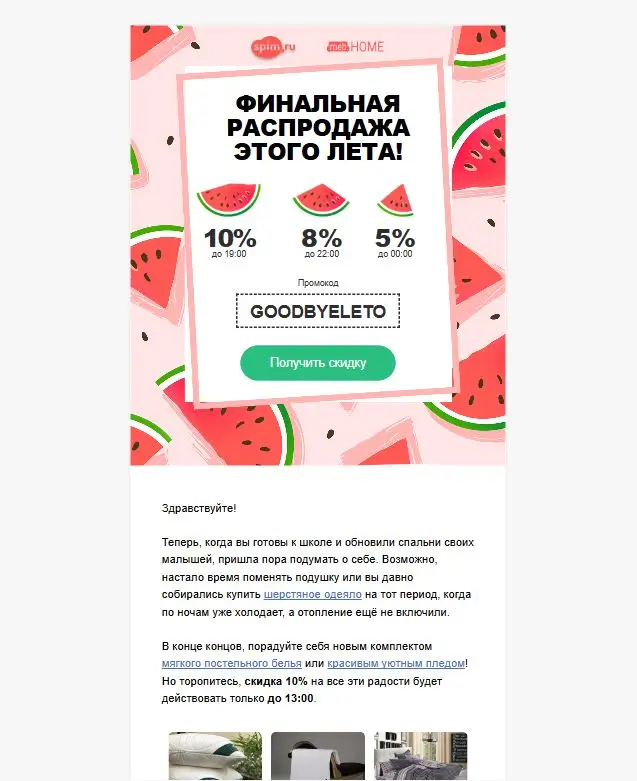 spim.ru mebHOME
ФИНАЛЬНАЯ
РАСПРОДАЖА
ЭТОГО ЛЕТА!
10% 8% 5%
до 19:00 до 22:00 до 00:00
Промокод
GOODBYELETO
Получить скидку
Здравствуйте!
Теперь, когда вы готовы к школе и обновили спальни своих
малышей, пришла пора подумать о себе. Возможно,
настало время поменять подушку или вы давно
собирались купить шерстяное одеяло на тот период, когда
по ночам уже холодает, а отопление ещё не включили.
В конце концов, порадуйте себя новым комплектом
мягкого постельного белья или красивым уютным пледом!
Но торопитесь, скидка 10% на все эти радости будет
действовать только до 13:00.